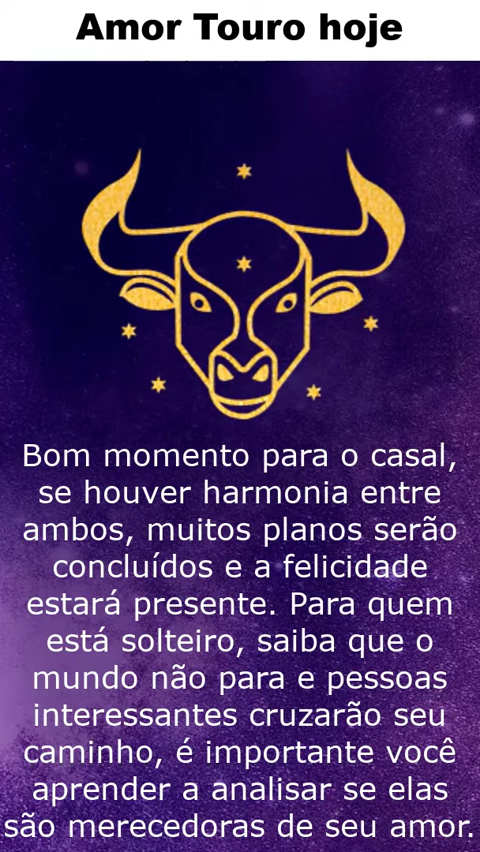 Amor Touro hoje
Bom momento para o casal,
se houver harmonia entre
ambos, muitos planos serão
concluídos e a felicidade
estará presente. Para quem
está solteiro, saiba que o
mundo não para e pessoas
interessantes cruzarão seu
caminho, é importante você
aprender a analisar se elas
são merecedoras de seu amor.